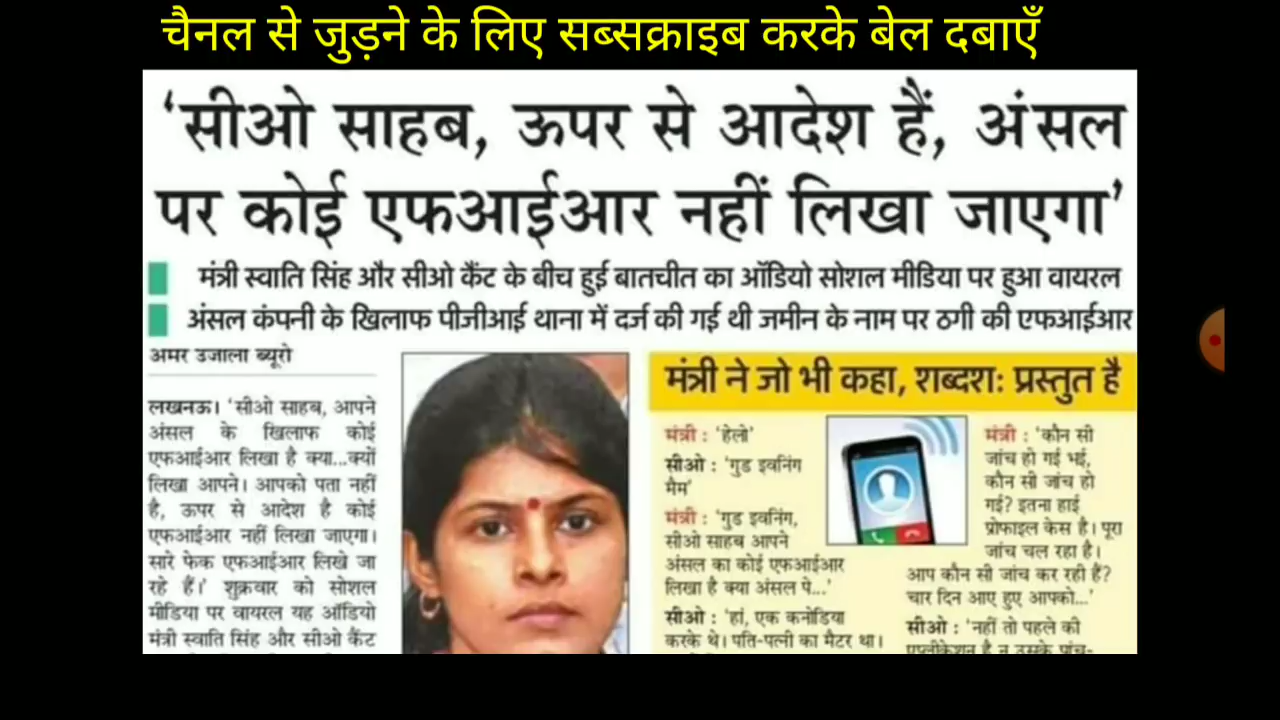 चैनल से जुड़ने के लिए सब्सक्राइब करके बेल दबाएँ
‘सीओ साहब, ऊपर से आदेश हैं, अंसल
पर कोई एफआईआर नहीं लिखा जाएगा’
मंत्री स्वाति सिंह और सीओ कैंट के बीच हुई बातचीत का ऑडियो सोशल मीडिया पर हुआ वायरल
अंसल कंपनी के खिलाफ पीजीआई थाना में दर्ज की गई थी जमीन के नाम पर ठगी की एफआईआर
अमर उजाला ब्यूरो
लखनऊ। ‘सीओ साहब, आपने
अंसल के खिलाफ कोई
एफआईआर लिखा है क्या...क्यों
लिखा आपने। आपको पता नहीं
है, ऊपर से आदेश है कोई
एफआईआर नहीं लिखा जाएगा।
सारे फेक एफआईआर लिखे जा
रहे हैं।’ शुक्रवार को सोशल
मीडिया पर वायरल यह ऑडियो
मंत्री स्वाति सिंह और सीओ कैंट
मंत्री ने जो भी कहा, शब्दशः प्रस्तुत है
मंत्री : ‘हेलो’
सीओ : ‘गुड इवनिंग
मैम’
मंत्री : ‘गुड इवनिंग,
सीओ साहब आपने
अंसल का कोई एफआईआर
लिखा है क्या अंसल पे...’
सीओ : ‘हां, एक कनोडिया
करके थे। पति-पत्नी का मैटर था।
मंत्री : ‘कौन सी
जांच हो गई भई,
कौन सी जांच हो
गई? इतना हाई
प्रोफाइल केस है। पूरा
जांच चल रहा है।
आप कौन सी जांच कर रही हैं?
चार दिन आए हुए आपको...’
सीओ : ‘नहीं तो पहले की